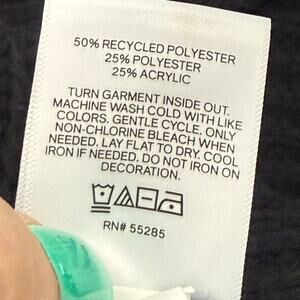 50% RECYCLED POLYESTER
25% POLYESTER
25% ACRYLIC
TURN GARMENT INSIDE OUT.
MACHINE WASH COLD WITH LIKE
COLORS. GENTLE CYCLE. ONLY
NON-CHLORINE BLEACH WHEN
NEEDED. LAY FLAT TO DRY. COOL
IRON IF NEEDED. DO NOT IRON ON
DECORATION.
RN# 55285